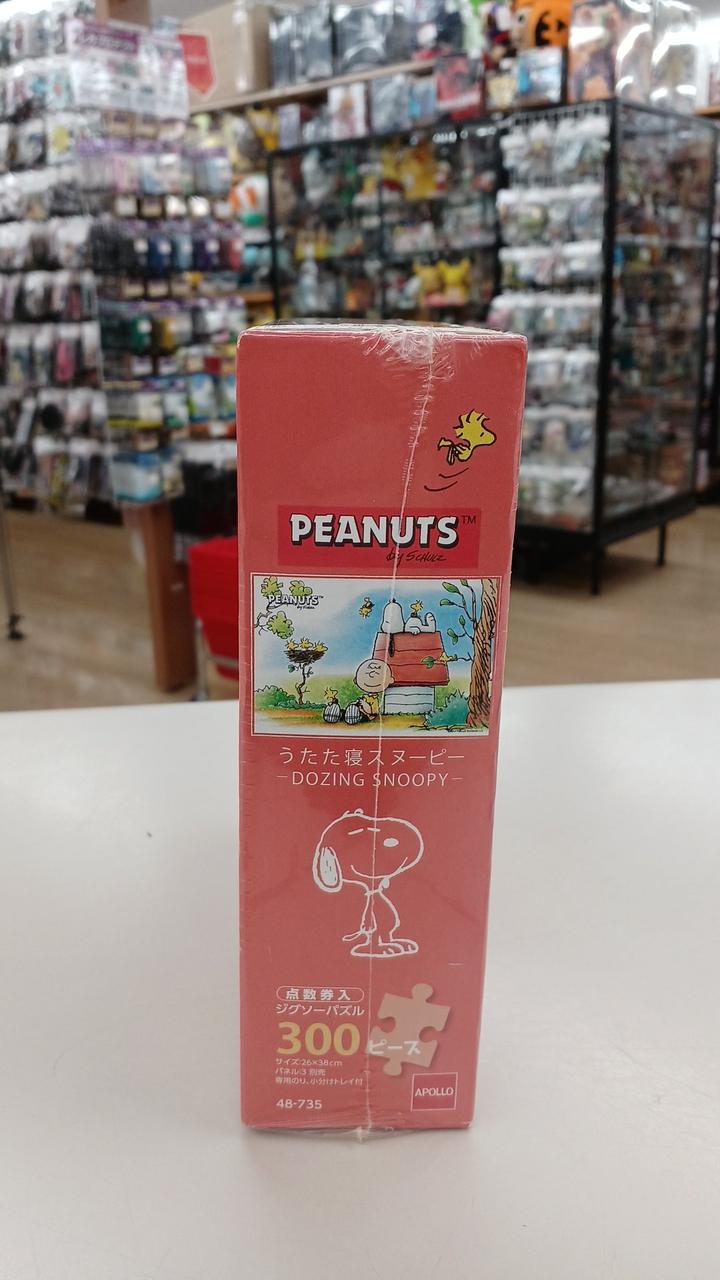 PEANUTS™
by SCHULZ
PEANUTS™
うたた寝スヌーピー
－DOZING SNOOPY－
点数券入
ジグソーパズル
300ピース
サイズ:26×38cm
パネル:3 別売
専用のり、小分けトレイ付
48-735
APOLLO